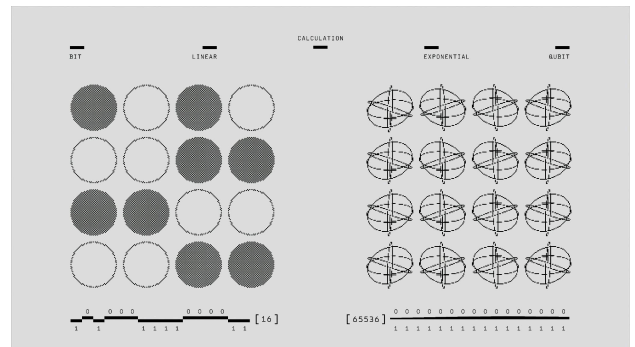 CALCULATION
BIT LINEAR EXPONENTIAL QUBIT
0 0 0 0 0 0 0 0
[16]
1 1 1 1 1 1 1 1
0 0 0 0 0 0 0 0 0 0 0 0 0 0 0 0
[65536]
1 1 1 1 1 1 1 1 1 1 1 1 1 1 1 1